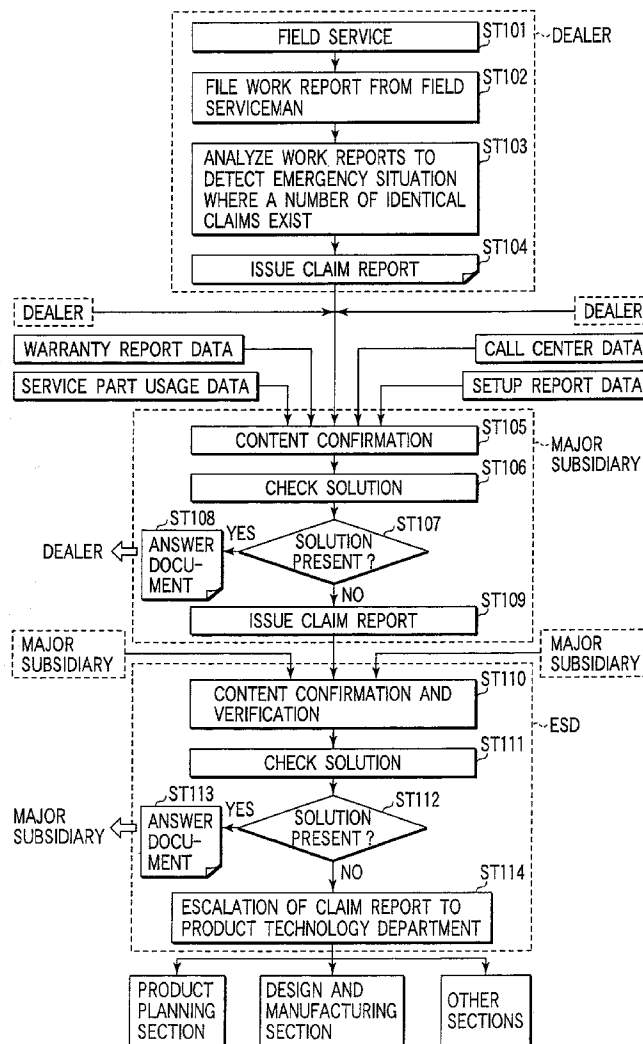 FIELD SERVICE
ST101
DEALER
FILE WORK REPORT FROM FIELD
SERVICEMAN
ST102
ANALYZE WORK REPORTS TO
DETECT EMERGENCY SITUATION
WHERE A NUMBER OF IDENTICAL
CLAIMS EXIST
ST103
ISSUE CLAIM REPORT
ST104
DEALER
DEALER
WARRANTY REPORT DATA
CALL CENTER DATA
SERVICE PART USAGE DATA
SETUP REPORT DATA
CONTENT CONFIRMATION
ST105
MAJOR
SUBSIDIARY
CHECK SOLUTION
ST106
ST108
YES
ST107
DEALER
ANSWER
DOCU-
MENT
SOLUTION
PRESENT ?
NO
ISSUE CLAIM REPORT
ST109
MAJOR
SUBSIDIARY
MAJOR
SUBSIDIARY
CONTENT CONFIRMATION AND
VERIFICATION
ST110
ESD
CHECK SOLUTION
ST111
ST113
YES
ST112
MAJOR
SUBSIDIARY
ANSWER
DOCU-
MENT
SOLUTION
PRESENT ?
NO
ST114
ESCALATION OF CLAIM REPORT TO
PRODUCT TECHNOLOGY DEPARTMENT
PRODUCT
PLANNING
SECTION
DESIGN AND
MANUFACTURING
SECTION
OTHER
SECTIONS